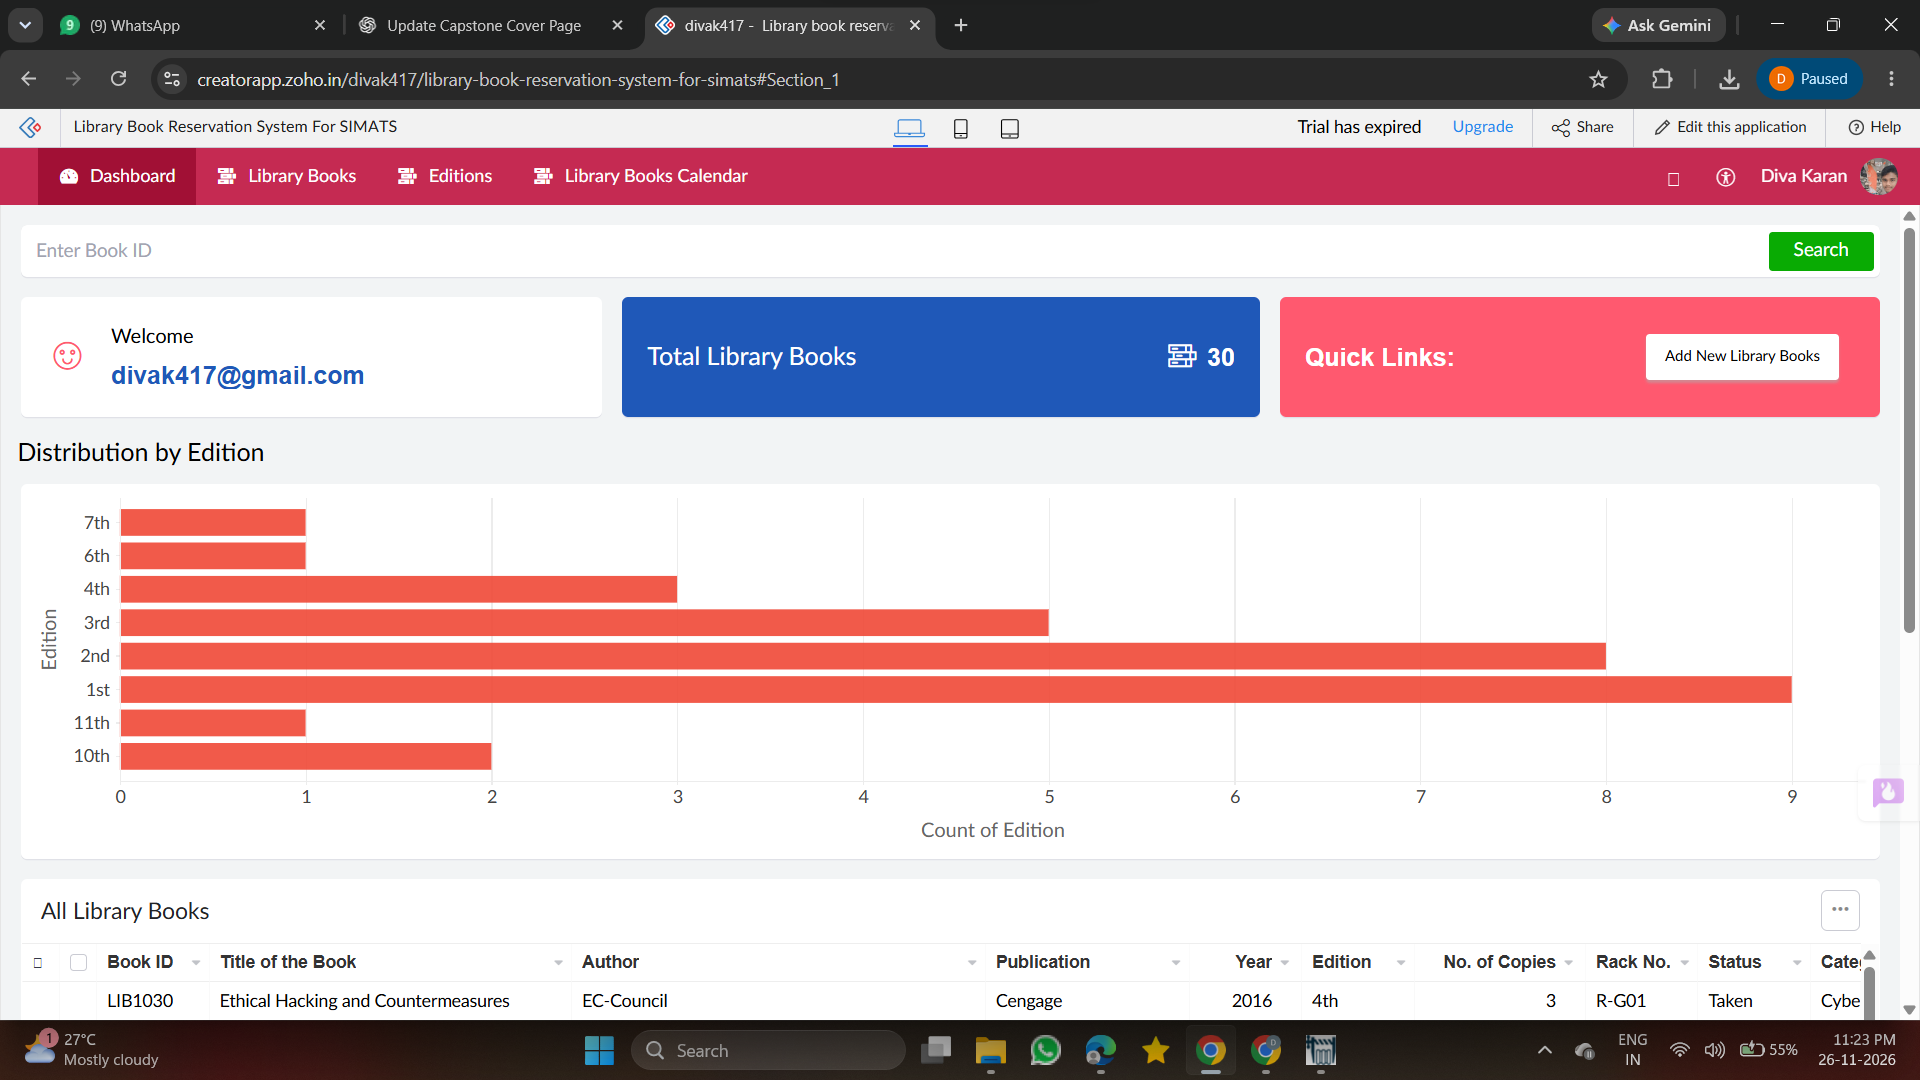 9 (9) WhatsApp
Update Capstone Cover Page
divak417 - Library book reserva
Ask Gemini
creatorapp.zoho.in/divak417/library-book-reservation-system-for-simats#Section_1
D Paused
Library Book Reservation System For SIMATS
Trial has expired Upgrade Share Edit this application Help
Dashboard Library Books Editions Library Books Calendar
Diva Karan
Enter Book ID
Search
Welcome
divak417@gmail.com
Total Library Books 30
Quick Links: Add New Library Books
Distribution by Edition
7th
6th
4th
3rd
2nd
1st
11th
10th
Edition
0 1 2 3 4 5 6 7 8 9
Count of Edition
All Library Books
Book ID Title of the Book Author Publication Year Edition No. of Copies Rack No. Status Categ
LIB1030 Ethical Hacking and Countermeasures EC-Council Cengage 2016 4th 3 R-G01 Taken Cybe
1 27°C
Mostly cloudy
Search
D
ENG
IN
55%
11:23 PM
26-11-2026